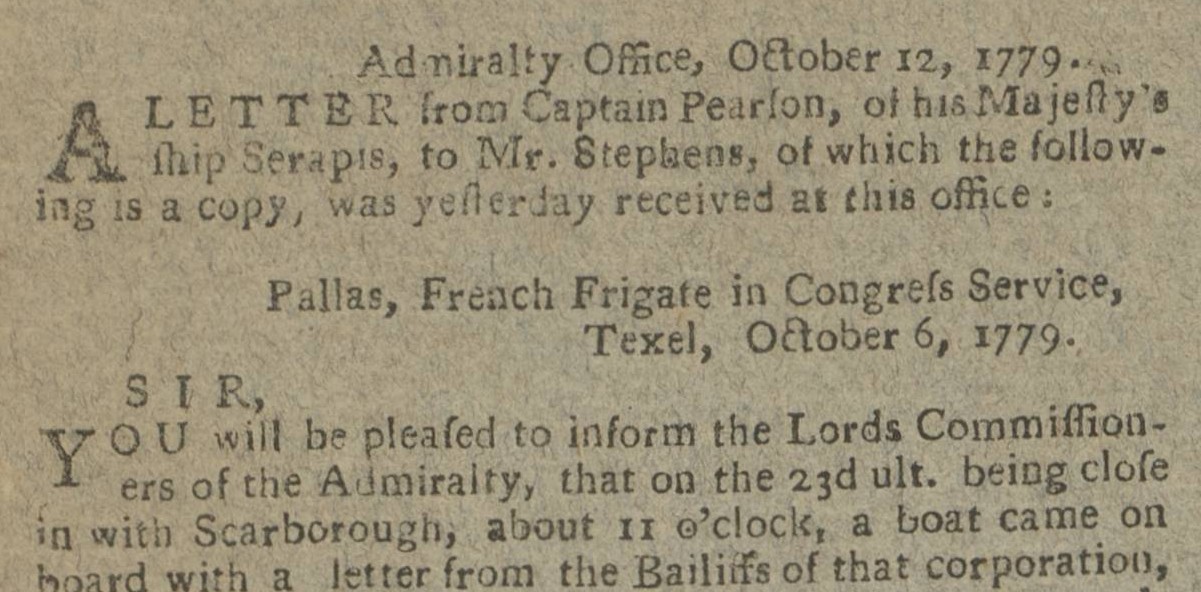 Admiralty Office, October 12, 1779.
A LETTER from Captain Pearſon, of his Majeſty's
ſhip Serapis, to Mr. Stephens, of which the follow-
ing is a copy, was yeſterday received at this office:
Pallas, French Frigate in Congreſs Service,
Texel, October 6, 1779.
SIR,
YOU will be pleaſed to inform the Lords Commiſſion-
ers of the Admiralty, that on the 23d ult. being cloſe
in with Scarborough, about 11 o'clock, a boat came on
board with a letter from the Bailiffs of that corporation,